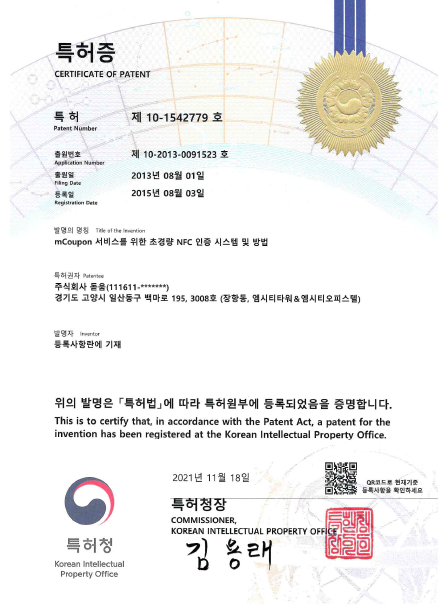 특허증
CERTIFICATE OF PATENT
특 허 제 10-1542779 호
Patent Number
출원번호 제 10-2013-0091523 호
Application Number
출원일 2013년 08월 01일
Filing Date
등록일 2015년 08월 03일
Registration Date
발명의 명칭 Title of the Invention
mCoupon 서비스를 위한 초경량 NFC 인증 시스템 및 방법
특허권자 Patentee
주식회사 돋움(111611-*******)
경기도 고양시 일산동구 백마로 195, 3008호 (장항동, 엠시티타워&엠시티오피스텔)
발명자 Inventor
등록사항란에 기재
위의 발명은 「특허법」에 따라 특허원부에 등록되었음을 증명합니다.
This is to certify that, in accordance with the Patent Act, a patent for the
invention has been registered at the Korean Intellectual Property Office.
2021년 11월 18일
QR코드로 현재기준
등록사항을 확인하세요
특허청장
COMMISSIONER,
KOREAN INTELLECTUAL PROPERTY OFFICE
김용래
특허청
Korean Intellectual
Property Office